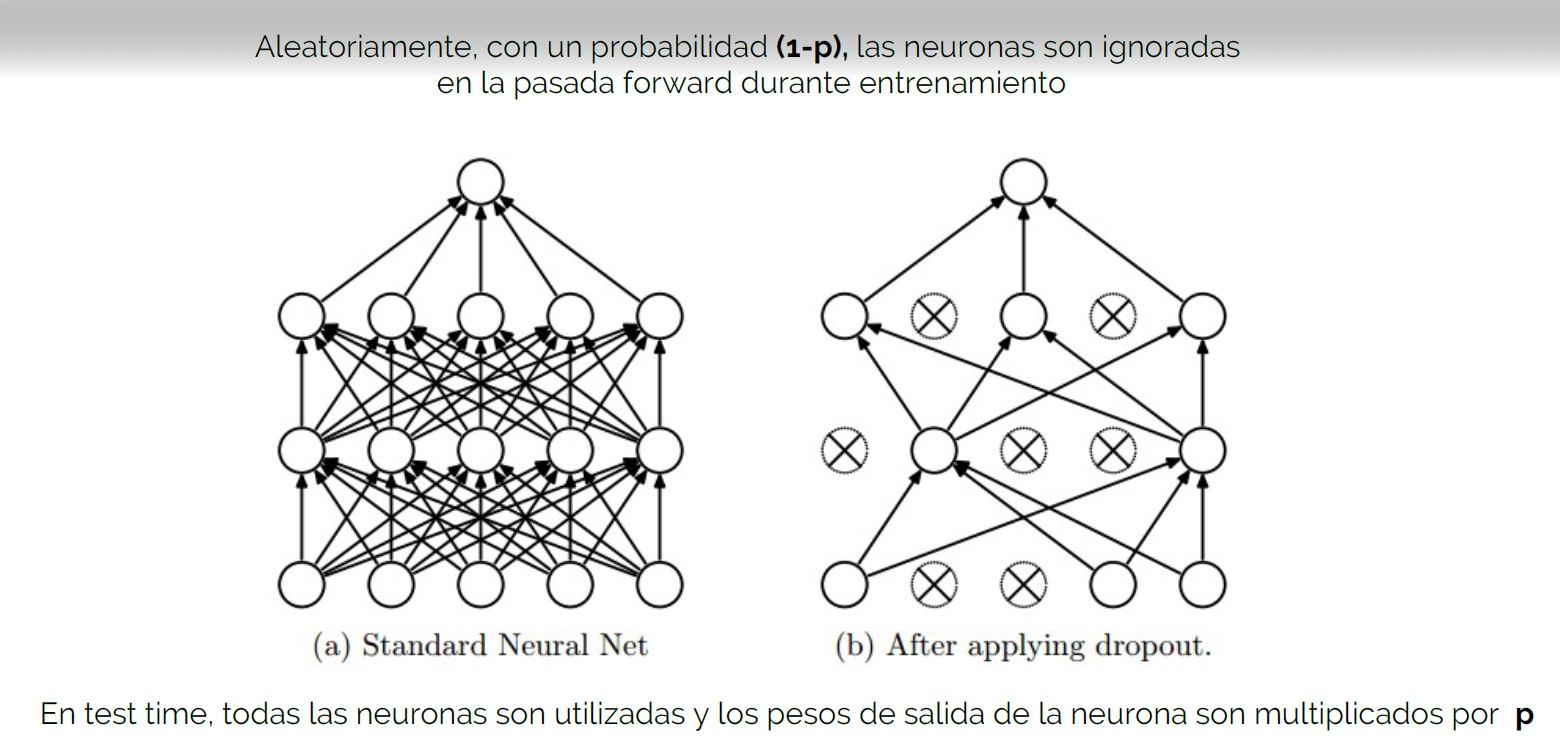 Aleatoriamente, con un probabilidad (1-p), las neuronas son ignoradas
en la pasada forward durante entrenamiento
(a) Standard Neural Net
(b) After applying dropout.
En test time, todas las neuronas son utilizadas y los pesos de salida de la neurona son multiplicados por p